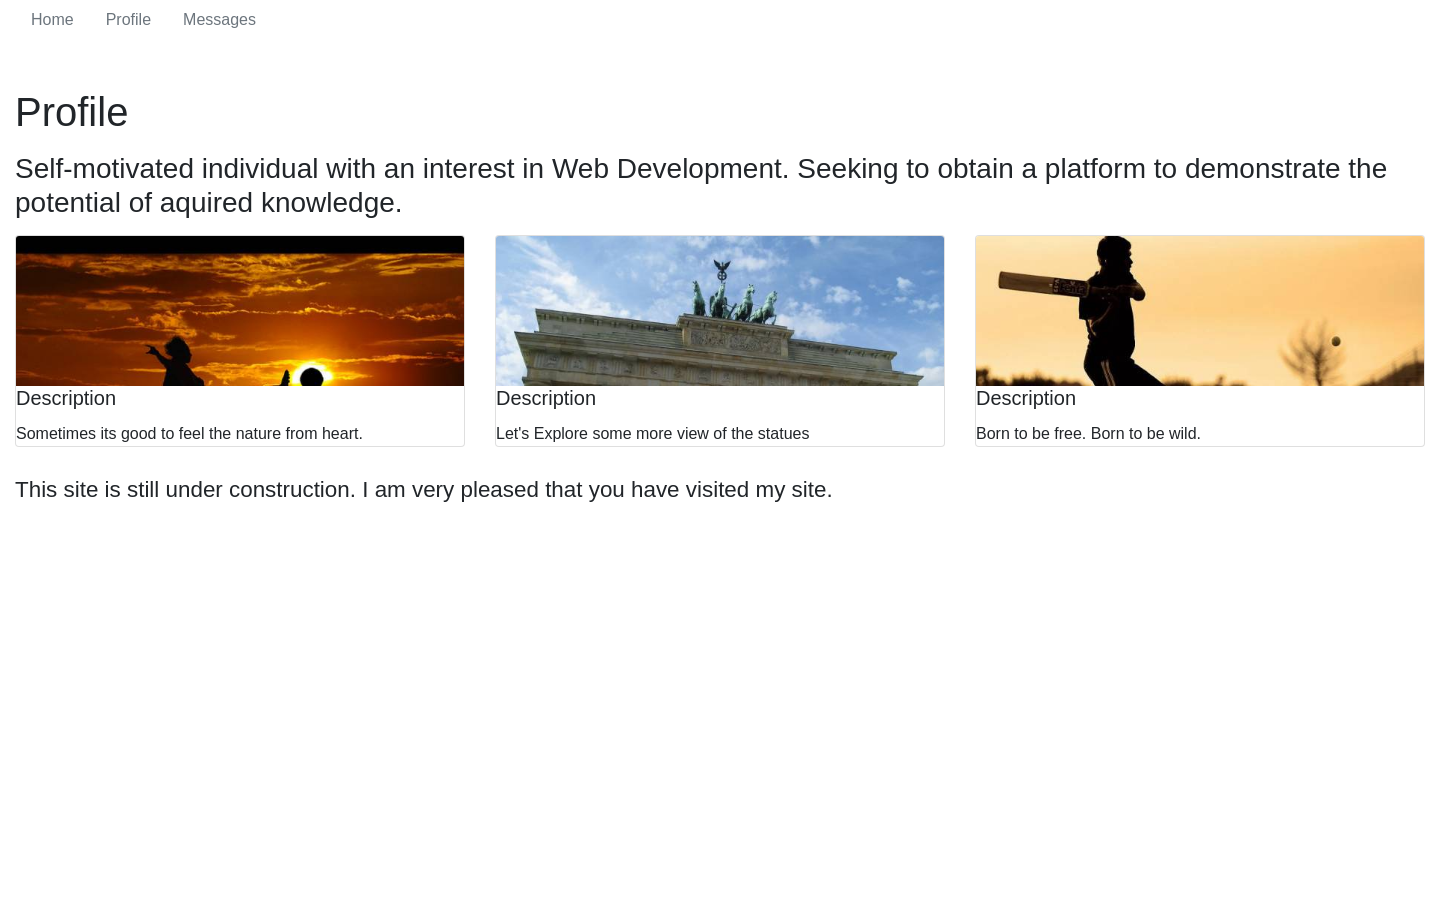 Home Profile Messages
Profile
Self-motivated individual with an interest in Web Development. Seeking to obtain a platform to demonstrate the
potential of aquired knowledge.
Description
Sometimes its good to feel the nature from heart.
Description
Let's Explore some more view of the statues
Description
Born to be free. Born to be wild.
This site is still under construction. I am very pleased that you have visited my site.